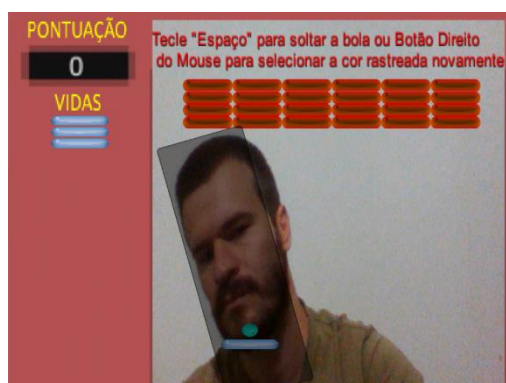 PONTUAÇÃO
0
VIDAS
Tecle "Espaço" para soltar a bola ou Botão Direito
do Mouse para selecionar a cor rastreada novamente